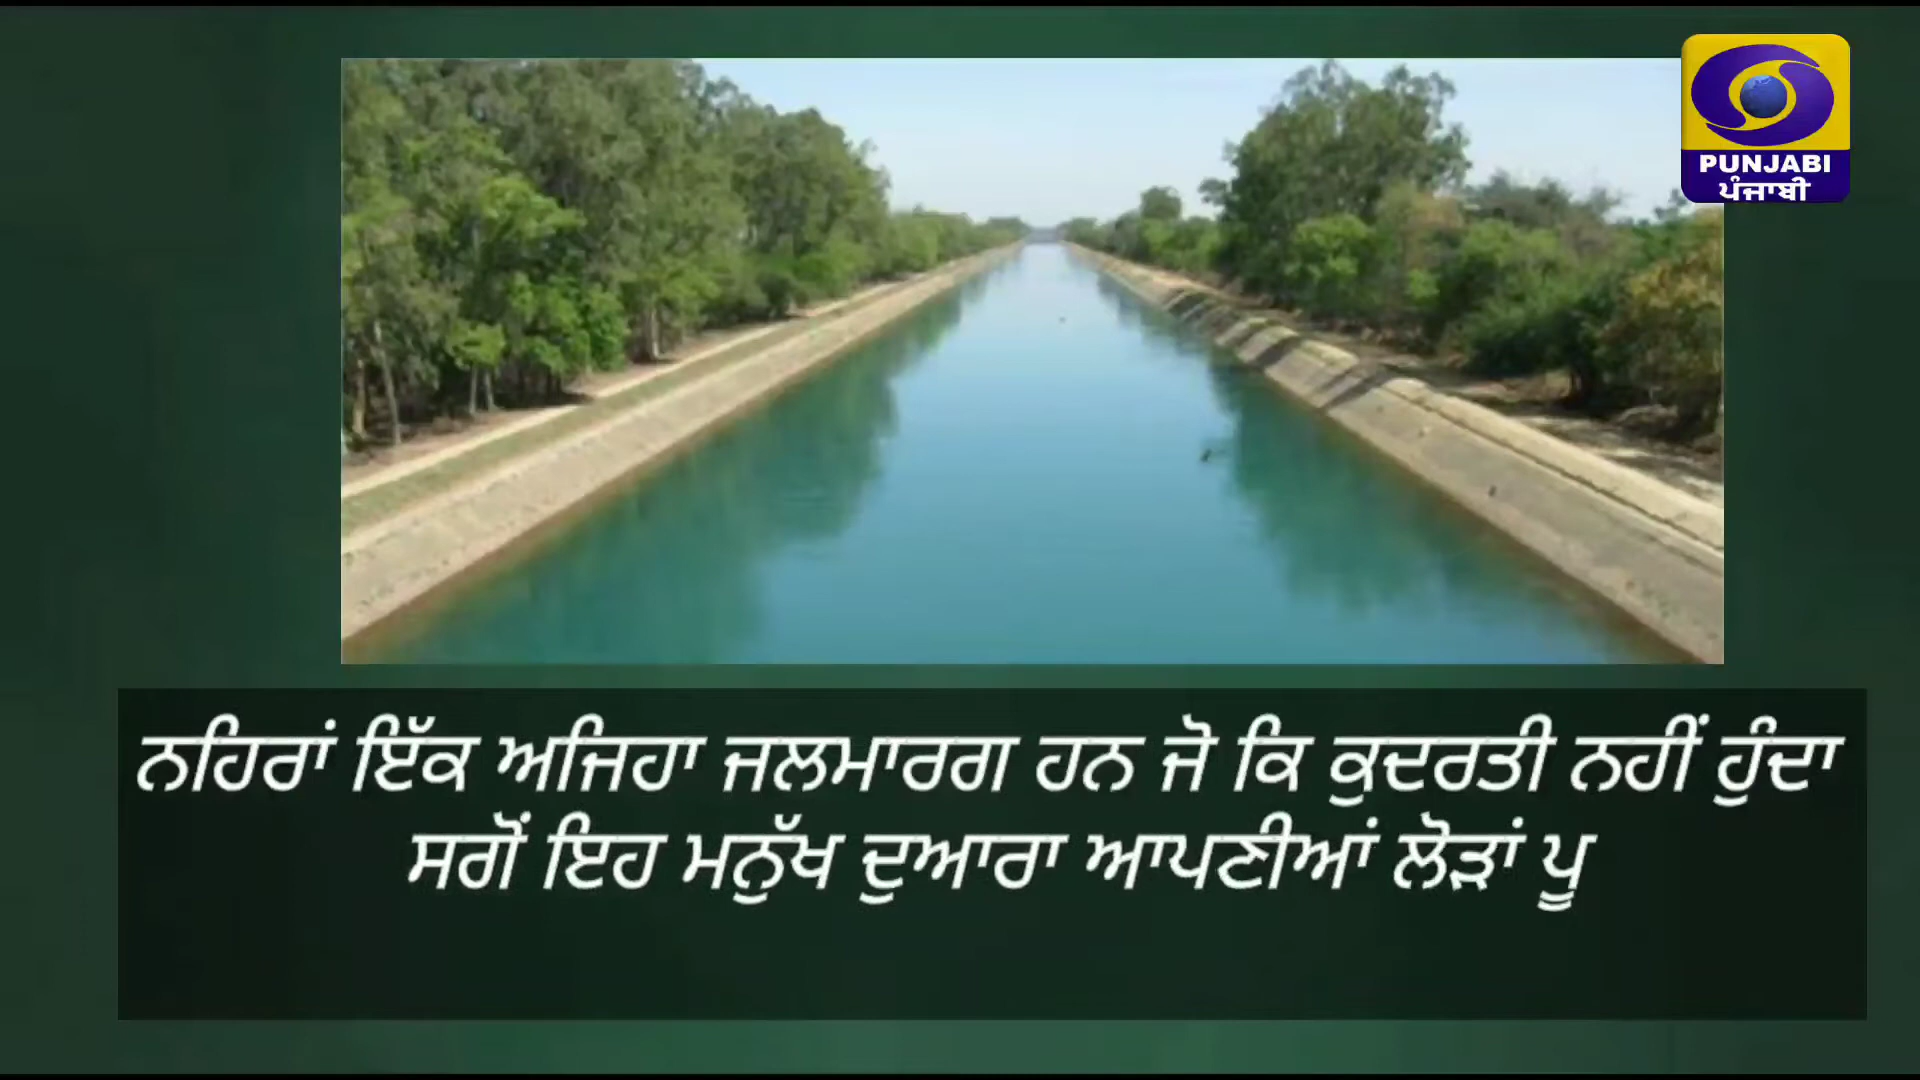 PUNJABI
ਪੰਜਾਬੀ
ਨਹਿਰਾਂ ਇੱਕ ਅਜਿਹਾ ਜਲਮਾਰਗ ਹਨ ਜੋ ਕਿ ਕੁਦਰਤੀ ਨਹੀਂ ਹੁੰਦਾ
ਸਗੋਂ ਇਹ ਮਨੁੱਖ ਦੁਆਰਾ ਆਪਣੀਆਂ ਲੋੜਾਂ ਪੂ